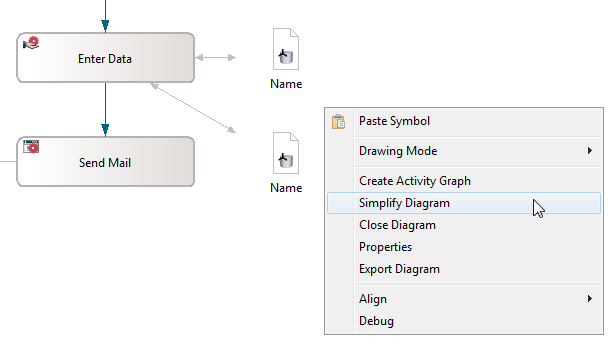 Enter Data
Name
Send Mail
Name
Paste Symbol
Drawing Mode
Create Activity Graph
Simplify Diagram
Close Diagram
Properties
Export Diagram
Align
Debug